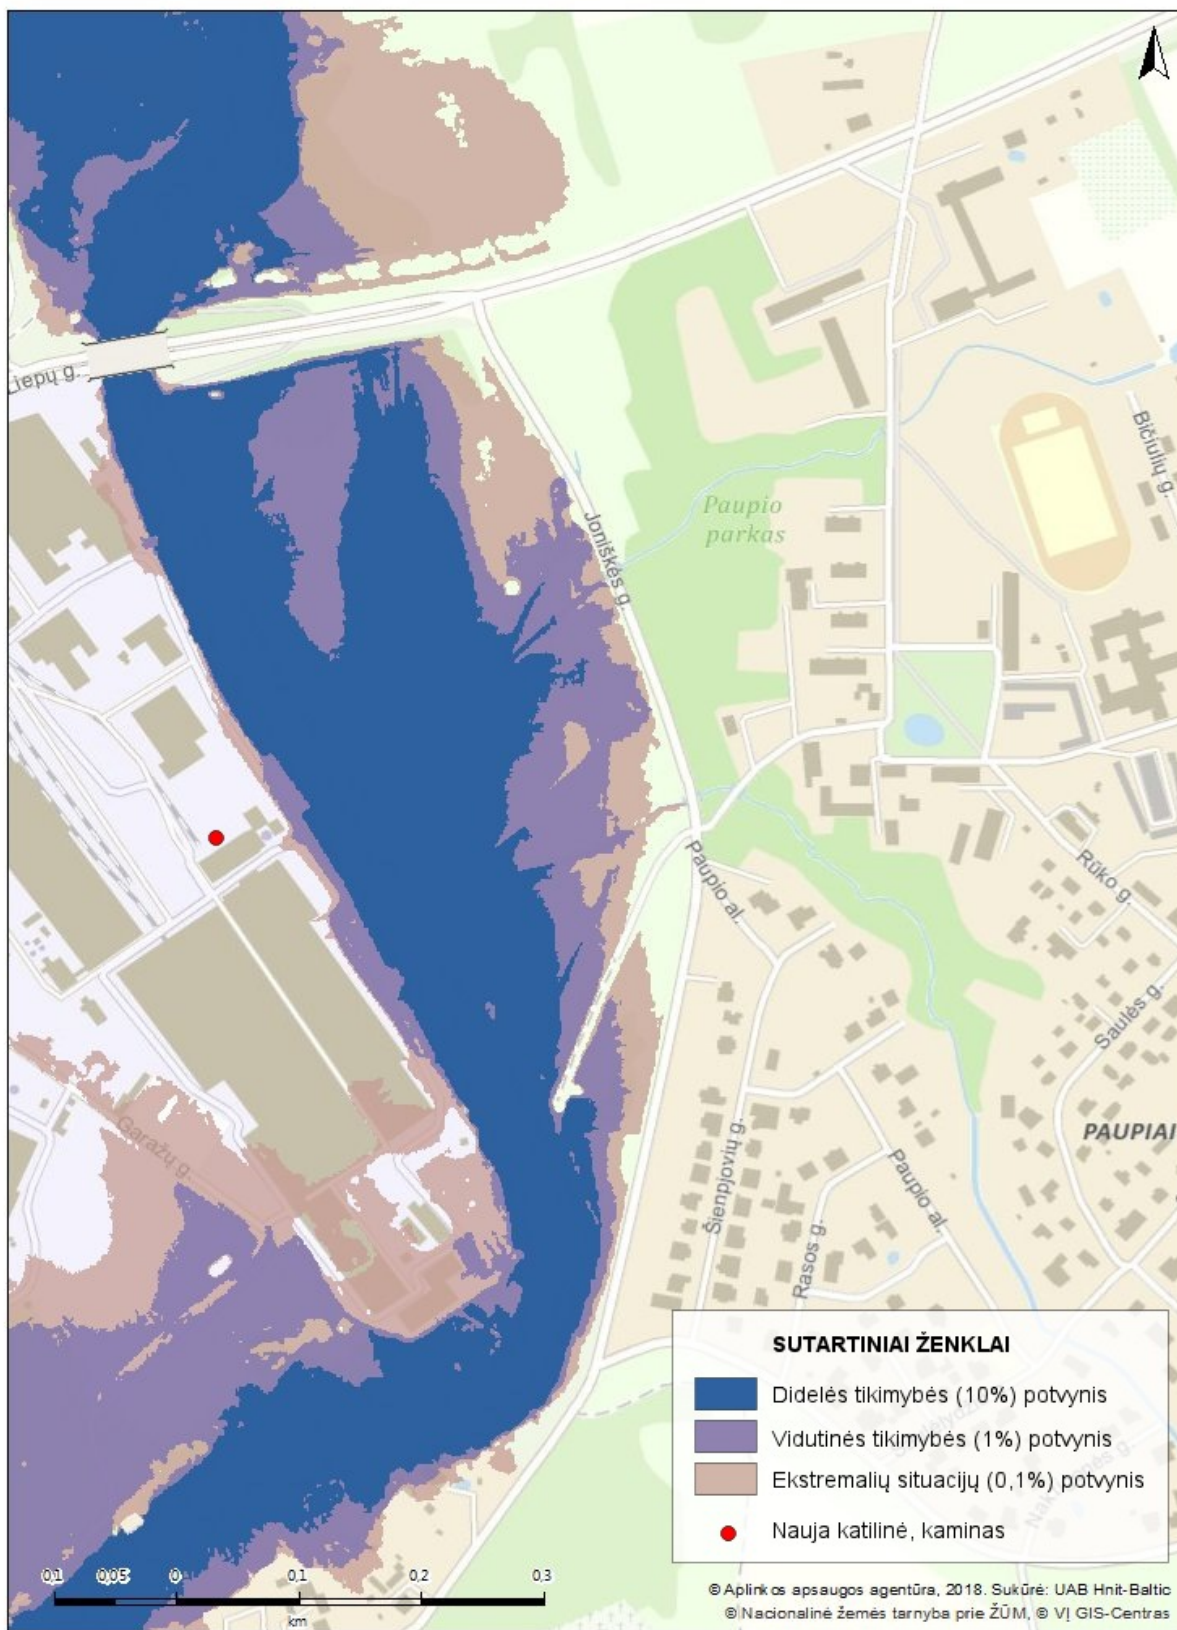 Liepų g.
Bičiulių g.
Paupio
parkas
Joniškės g.
Paupio al.
Rūko g.
Saulės g.
Garažų g.
PAUPIAI
Šienpjovių g.
Paupio al.
Rasos g.
SUTARTINIAI ŽENKLAI
Didelės tikimybės (10%) potvynis
Vidutinės tikimybės (1%) potvynis
Ekstremalių situacijų (0,1%) potvynis
Nauja katilinė, kaminas
0,1 0,05 0 0,1 0,2 0,3
km
© Aplinkos apsaugos agentūra, 2018. Sukūrė: UAB Hnit-Baltic
© Nacionalinė žemės tarnyba prie ŽŪM, © VĮ GIS-Centras